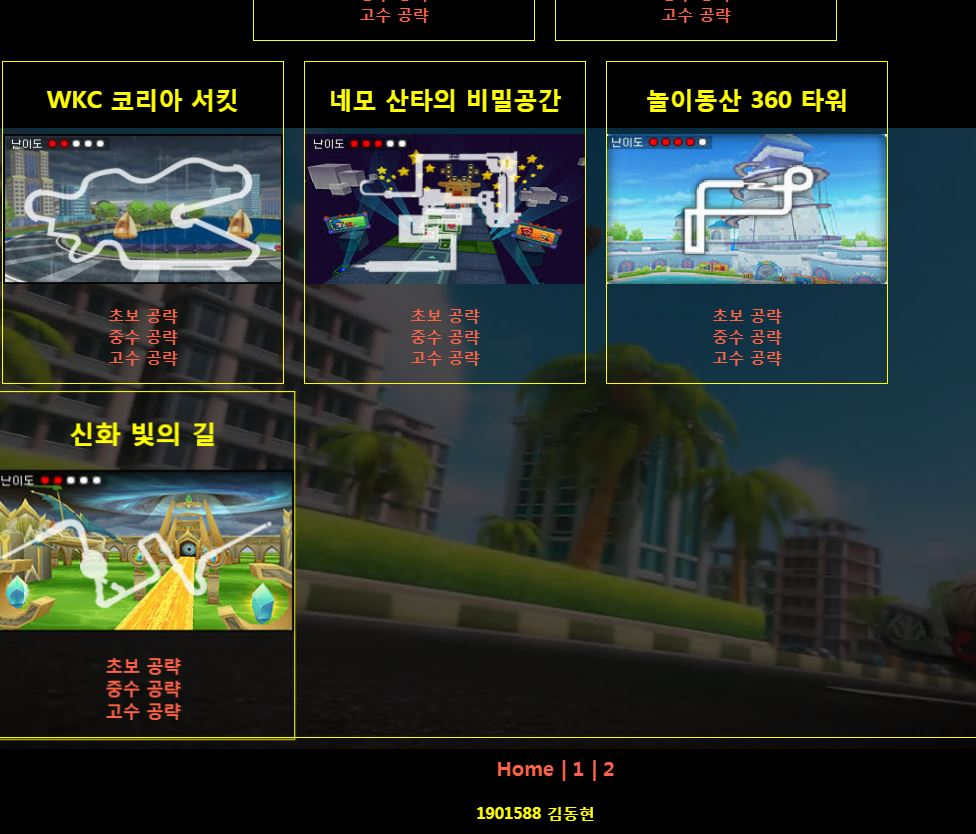 고수 공략
고수 공략
WKC 코리아 서킷
네모 산타의 비밀공간
놀이동산 360 타워
난이도
난이도
난이도
초보 공략
중수 공략
고수 공략
초보 공략
중수 공략
고수 공략
초보 공략
중수 공략
고수 공략
신화 빛의 길
난이도
초보 공략
중수 공략
고수 공략
Home | 1 | 2
1901588 김동현